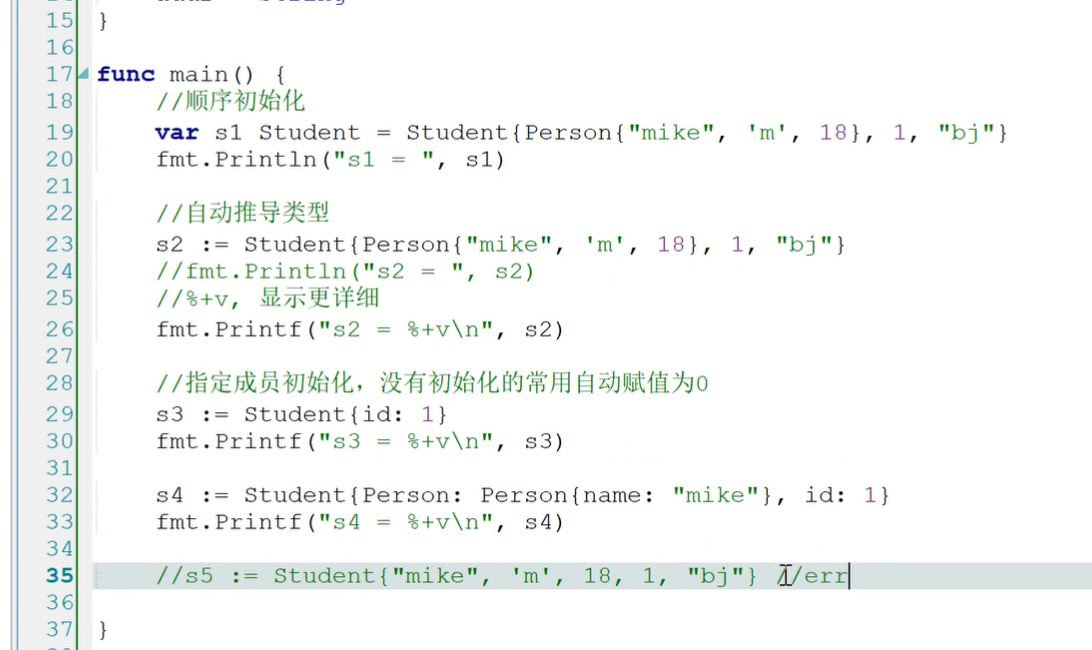 15 }
16
17 func main() {
18 //顺序初始化
19 var s1 Student = Student{Person{"mike", 'm', 18}, 1, "bj"}
20 fmt.Println("s1 = ", s1)
21
22 //自动推导类型
23 s2 := Student{Person{"mike", 'm', 18}, 1, "bj"}
24 //fmt.Println("s2 = ", s2)
25 //%+v, 显示更详细
26 fmt.Printf("s2 = %+v\n", s2)
27
28 //指定成员初始化，没有初始化的常用自动赋值为0
29 s3 := Student{id: 1}
30 fmt.Printf("s3 = %+v\n", s3)
31
32 s4 := Student{Person: Person{name: "mike"}, id: 1}
33 fmt.Printf("s4 = %+v\n", s4)
34
35 //s5 := Student{"mike", 'm', 18, 1, "bj"} //err
36
37 }